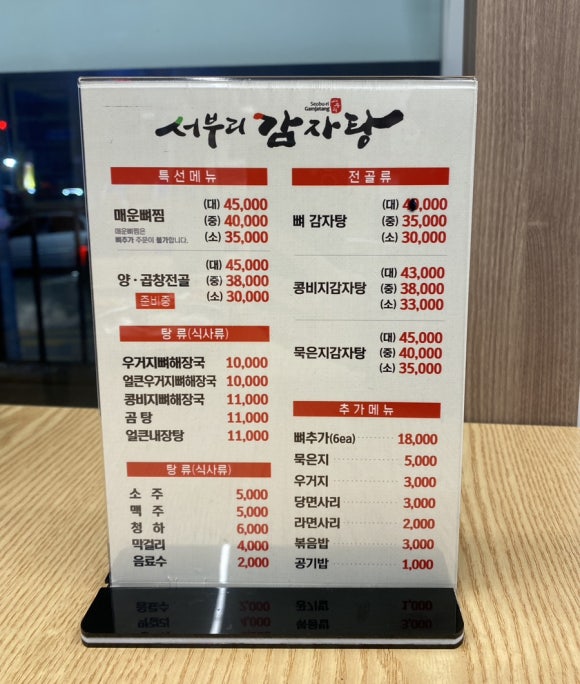 Seobu-ri
Gamjatang
서부리 감자탕
특선메뉴
매운뼈찜
(대) 45,000
(중) 40,000
(소) 35,000
매운뼈찜은
뼈추가 주문이 불가합니다.
양·곱창전골
준비중
(대) 45,000
(중) 38,000
(소) 30,000
탕 류(식사류)
우거지뼈해장국 10,000
얼큰우거지뼈해장국 10,000
콩비지뼈해장국 11,000
곰 탕 11,000
얼큰내장탕 11,000
탕 류(식사류)
소 주 5,000
맥 주 5,000
청 하 6,000
막걸리 4,000
음료수 2,000
전골류
뼈 감자탕
(대) 4,000
(중) 35,000
(소) 30,000
콩비지감자탕
(대) 43,000
(중) 38,000
(소) 33,000
묵은지감자탕
(대) 45,000
(중) 40,000
(소) 35,000
추가메뉴
뼈추가(6ea) 18,000
묵은지 5,000
우거지 3,000
당면사리 3,000
라면사리 2,000
볶음밥 3,000
공기밥 1,000